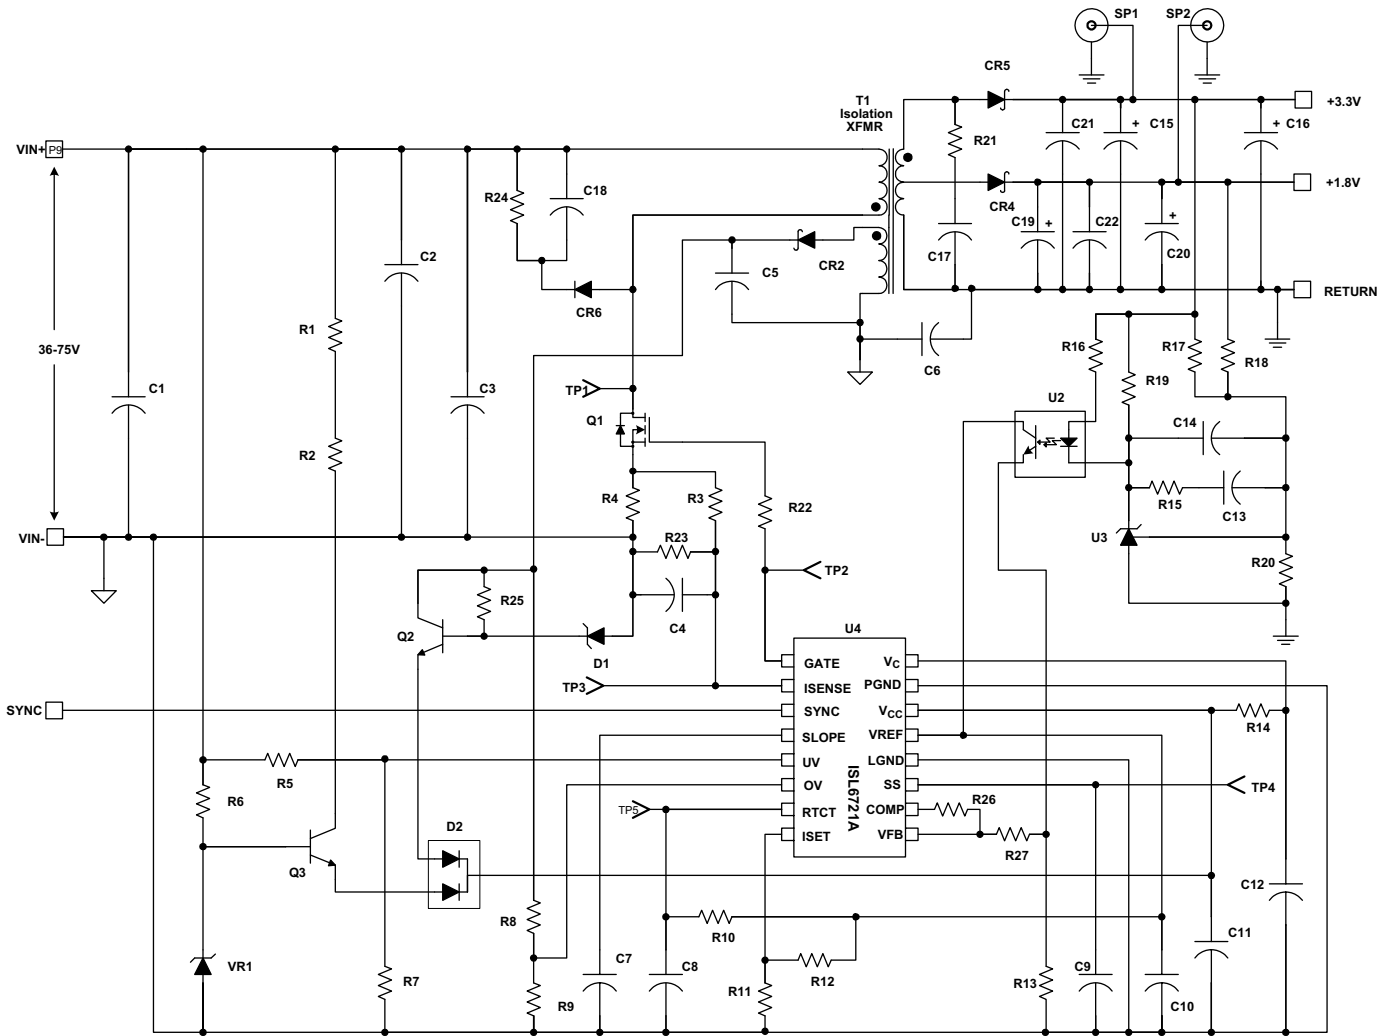 SP1 SP2
CR5
T1
Isolation
XFMR
+3.3V
C21 + C15 + C16
R21
VIN+ P9
+1.8V
R24 C18
CR4
C19 + C22 + C20
C17
C2
C5 CR2
RETURN
CR6
R1
36-75V
C6
R16 R17 R18
R19
C1 C3
TP1
U2
Q1
C14
R2
R4 R3
R22
R15 C13
VIN-
R23
U3
R20
TP2
R25
C4
Q2
D1
U4
GATE VC
TP3 ISENSE PGND
SYNC SYNC VCC
R14
SLOPE VREF
UV LGND
R5
OV SS TP4
R6
TP5 RTCT COMP R26
ISET VFB
ISL6721A
R27
D2
Q3
C12
R8
R10
C11
C7 C8
VR1
R12
R7
R9
R11
R13 C9 C10